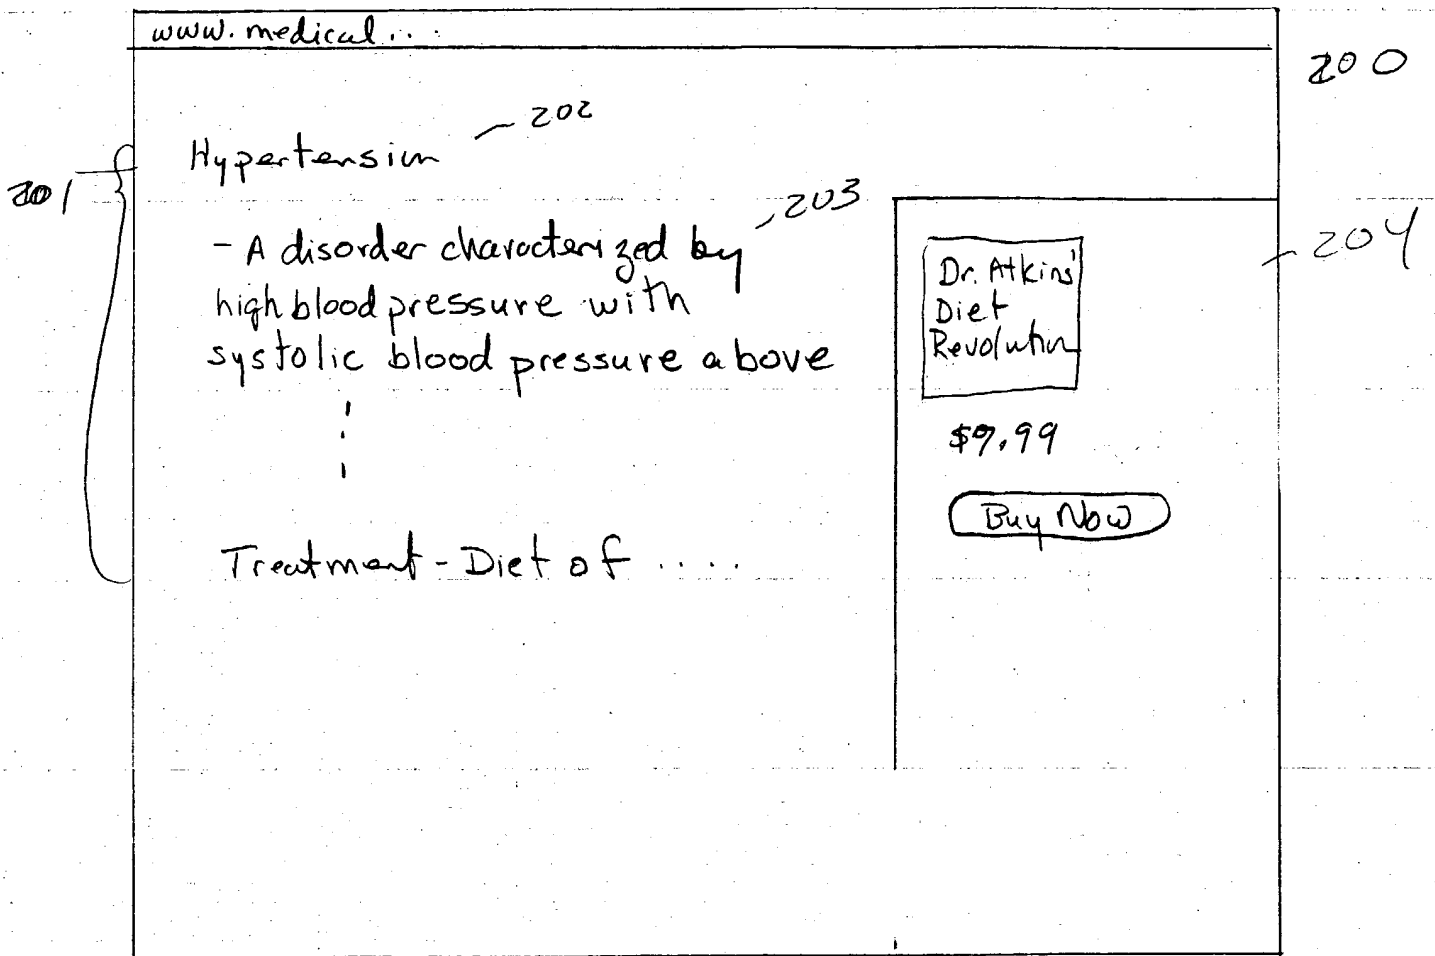 www.medical...
200
Hypertension
202
201
- A disorder characterized by
203
high blood pressure with
systolic blood pressure above
Treatment - Diet of .....
204
Dr. Atkins'
Diet
Revolution
$9.99
Buy Now